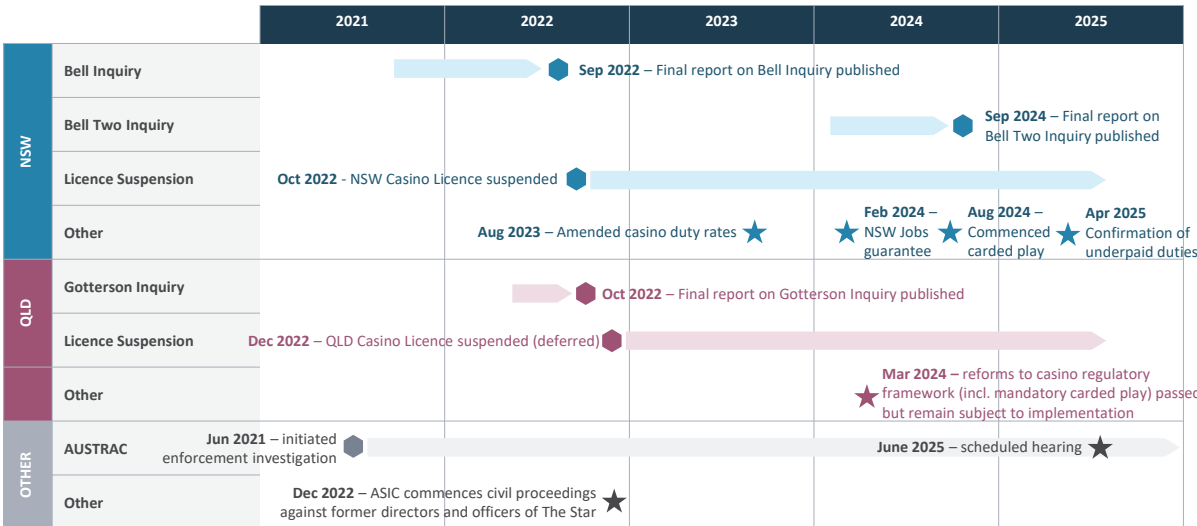 2021 2022 2023 2024 2025
NSW
Bell Inquiry
Sep 2022 – Final report on Bell Inquiry published
Bell Two Inquiry
Sep 2024 – Final report on
Bell Two Inquiry published
Licence Suspension
Oct 2022 - NSW Casino Licence suspended
Other
Aug 2023 – Amended casino duty rates
Feb 2024 –
NSW Jobs
guarantee
Aug 2024 –
Commenced
carded play
Apr 2025
Confirmation of
underpaid duties
QLD
Gotterson Inquiry
Oct 2022 – Final report on Gotterson Inquiry published
Licence Suspension
Dec 2022 – QLD Casino Licence suspended (deferred)
Other
Mar 2024 – reforms to casino regulatory
framework (incl. mandatory carded play) passed
but remain subject to implementation
OTHER
AUSTRAC
Jun 2021 – initiated
enforcement investigation
June 2025 – scheduled hearing
Other
Dec 2022 – ASIC commences civil proceedings
against former directors and officers of The Star